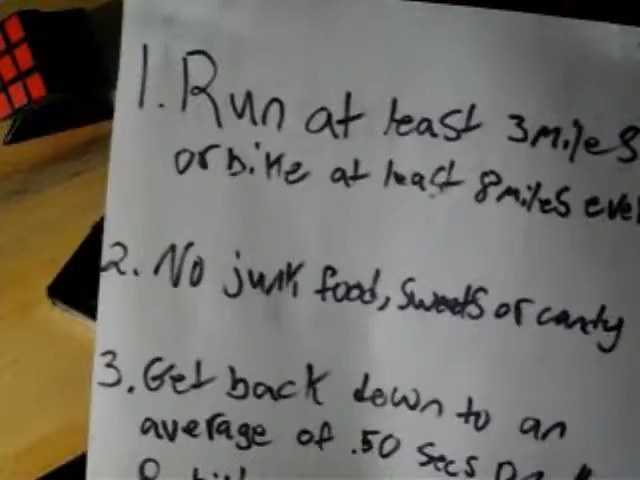 1. Run at least 3 miles
or bike at least 8 miles
2. No junk food, sweets or candy
3. Get back down to an
average of .50 secs